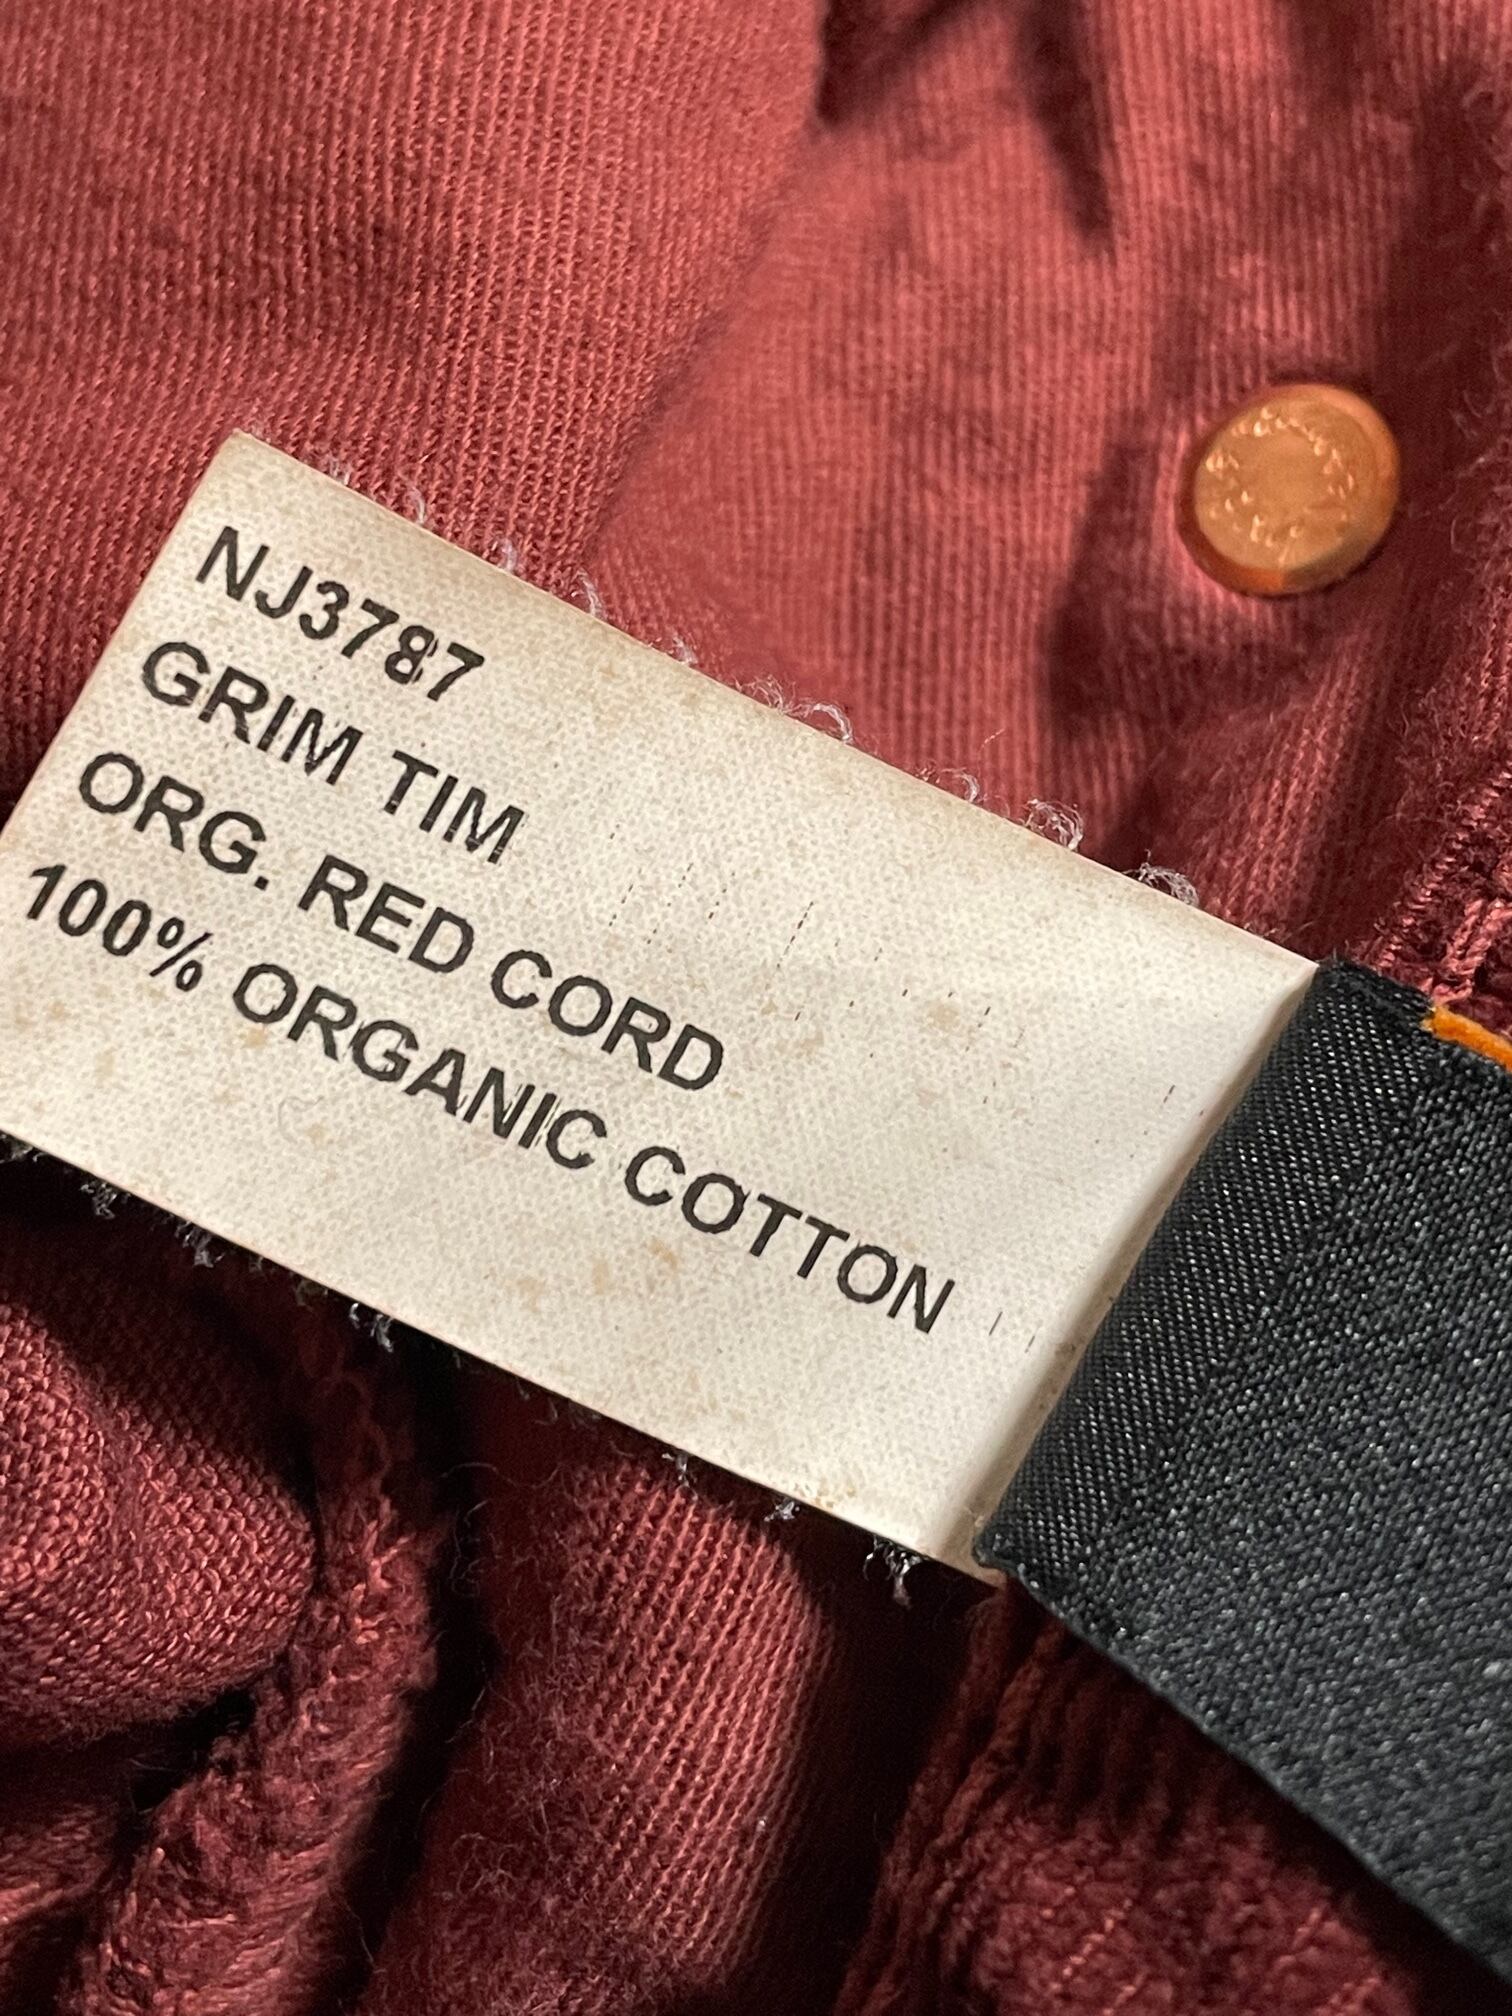 NJ3787
GRIM TIM
ORG. RED CORD
100% ORGANIC COTTON